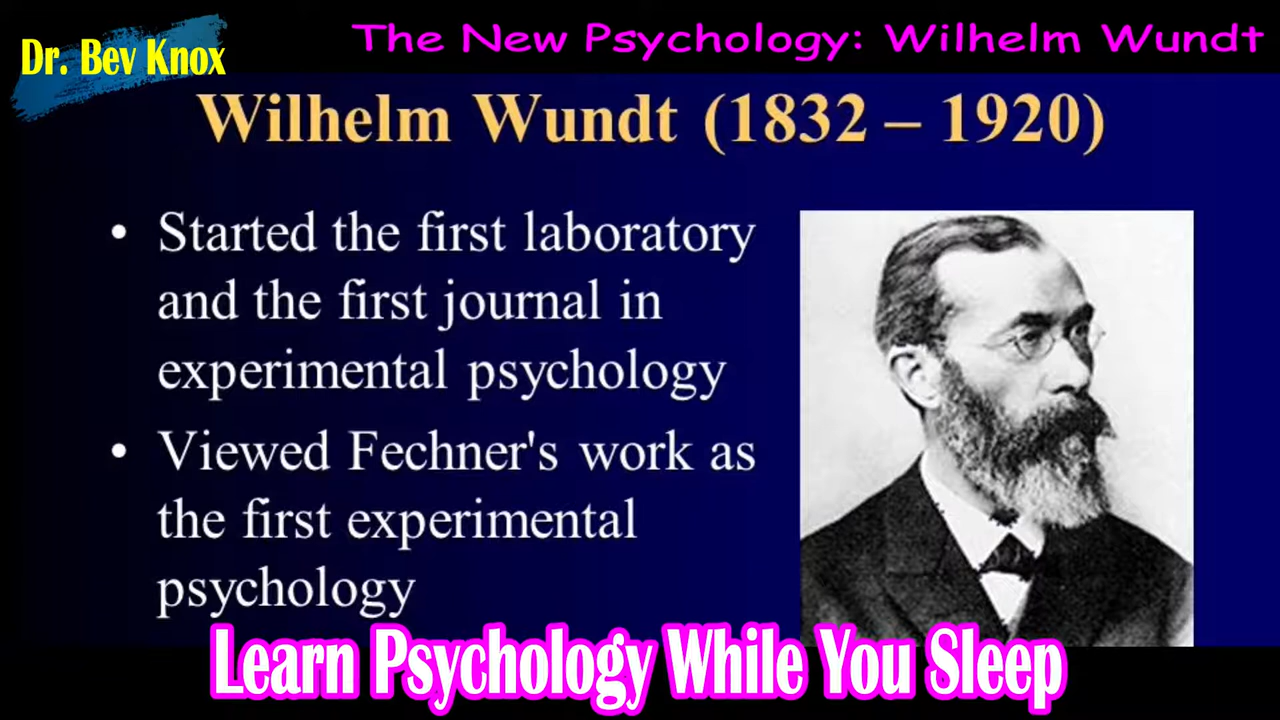 Dr. Bev Knox
The New Psychology: Wilhelm Wundt
Wilhelm Wundt (1832 – 1920)
• Started the first laboratory
and the first journal in
experimental psychology
• Viewed Fechner's work as
the first experimental
psychology
Learn Psychology While You Sleep